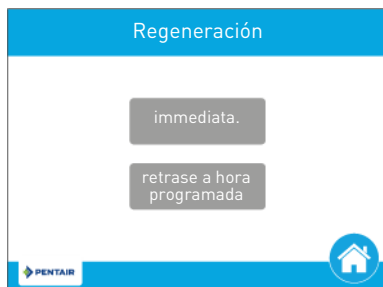 Regeneración
immediata.
retrase a hora
programada
PENTAIR